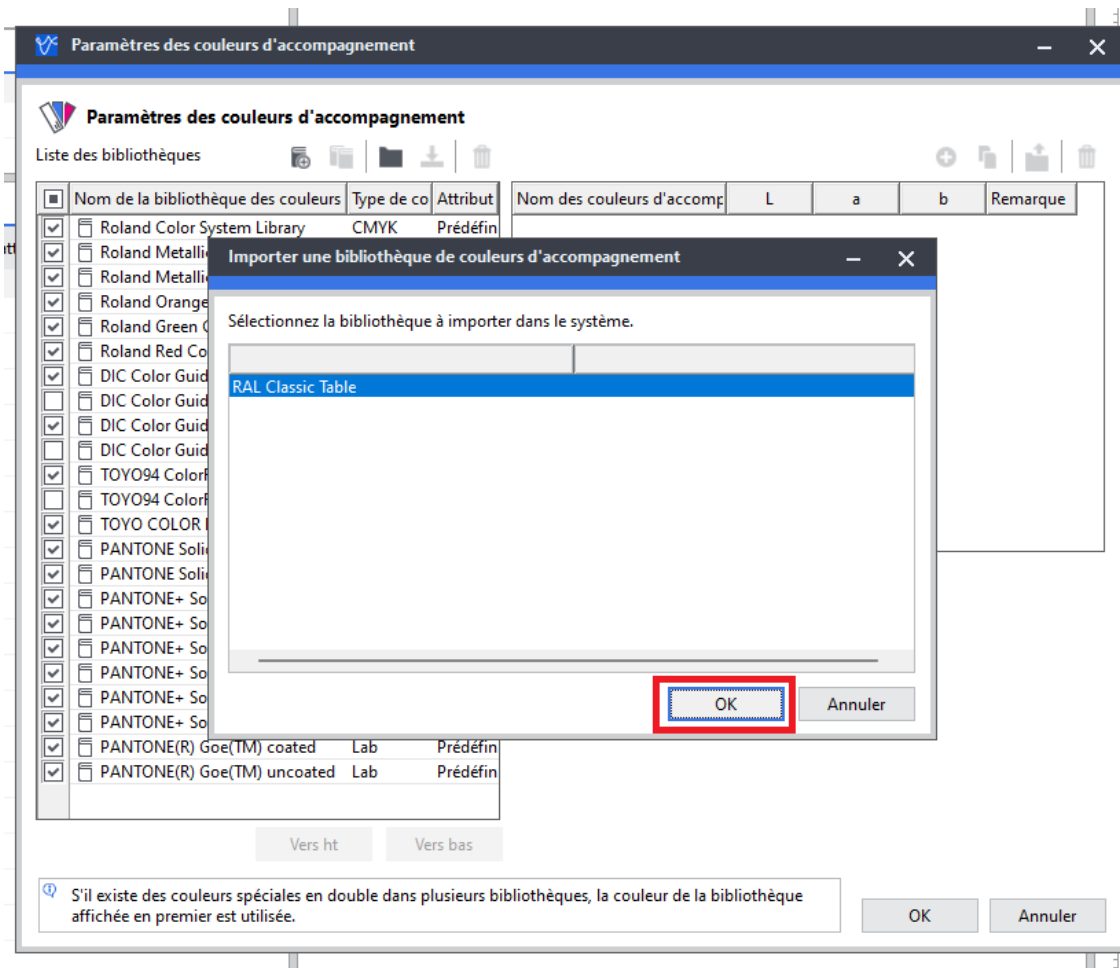 Paramètres des couleurs d'accompagnement
Paramètres des couleurs d'accompagnement
Liste des bibliothèques
Nom de la bibliothèque des couleurs Type de co Attribut
Nom des couleurs d'accomp L a b Remarque
Roland Color System Library CMYK Prédéfin
Roland Metalli
Roland Metalli
Roland Orange
Roland Green
Roland Red Co
DIC Color Guid
DIC Color Guid
DIC Color Guid
DIC Color Guid
TOYO94 Color
TOYO94 Color
TOYO COLOR
PANTONE Soli
PANTONE Soli
PANTONE+ So
PANTONE+ So
PANTONE+ So
PANTONE+ So
PANTONE+ So
PANTONE+ So
PANTONE(R) Goe(TM) coated Lab Prédéfin
PANTONE(R) Goe(TM) uncoated Lab Prédéfin
Importer une bibliothèque de couleurs d'accompagnement
Sélectionnez la bibliothèque à importer dans le système.
RAL Classic Table
OK Annuler
Vers ht Vers bas
S'il existe des couleurs spéciales en double dans plusieurs bibliothèques, la couleur de la bibliothèque
affichée en premier est utilisée.
OK Annuler